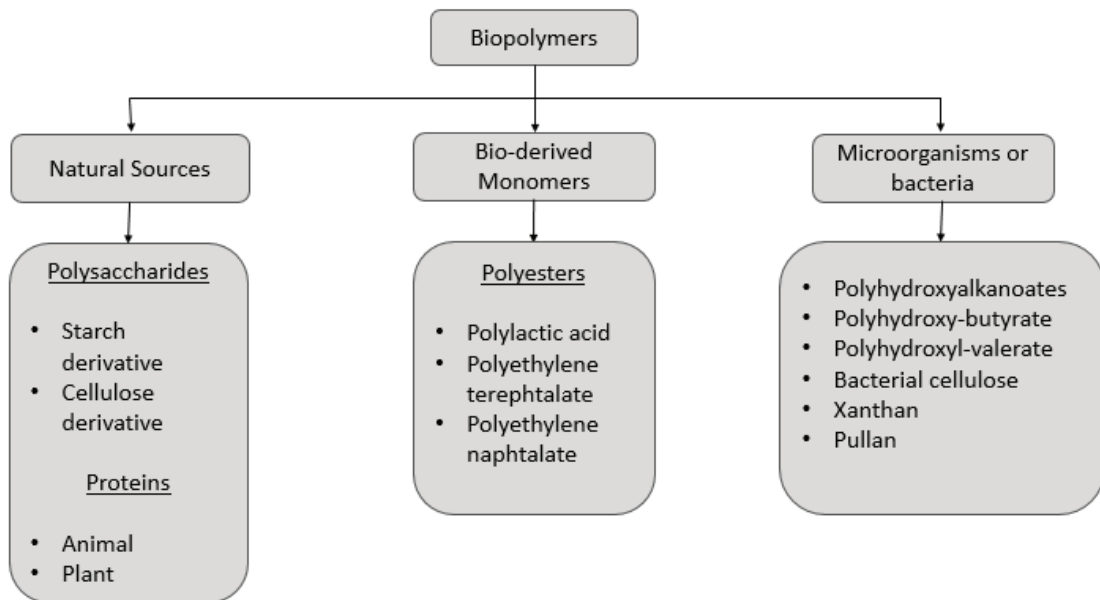 Biopolymers
Natural Sources
Bio-derived
Monomers
Microorganisms or
bacteria
Polysaccharides
• Starch
derivative
• Cellulose
derivative
Proteins
• Animal
• Plant
Polyesters
• Polylactic acid
• Polyethylene
terephtalate
• Polyethylene
naphtalate
• Polyhydroxyalkanoates
• Polyhydroxy-butyrate
• Polyhydroxyl-valerate
• Bacterial cellulose
• Xanthan
• Pullan